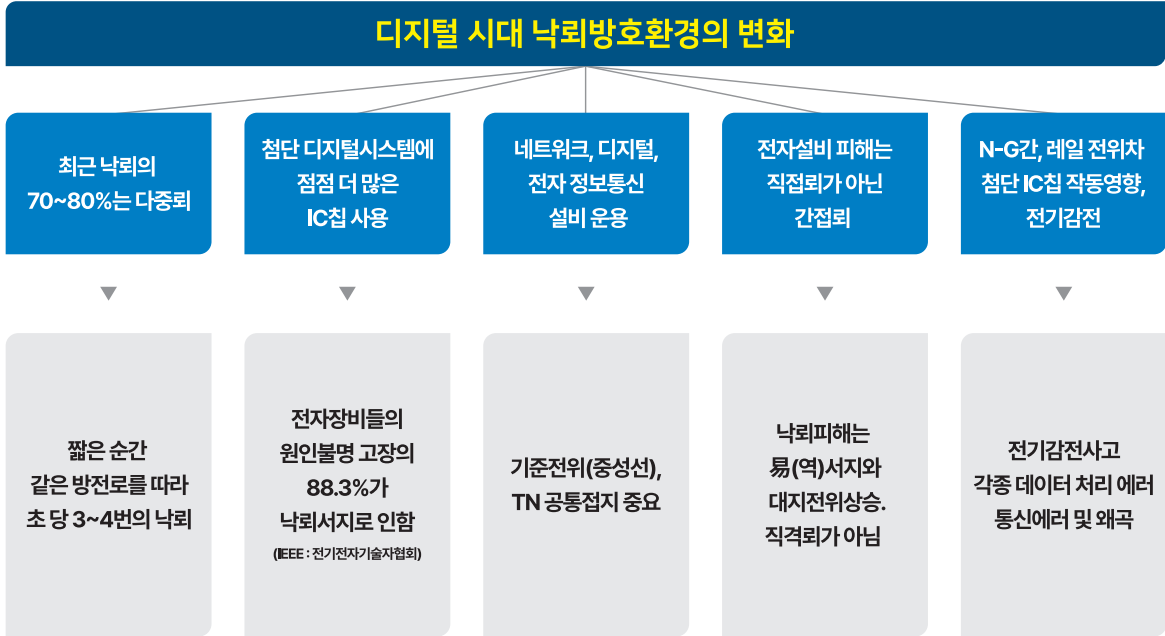 디지털 시대 낙뢰방호환경의 변화
최근 낙뢰의
70~80%는 다중뢰
첨단 디지털시스템에
점점 더 많은
IC칩 사용
네트워크, 디지털,
전자 정보통신
설비 운용
전자설비 피해는
직접뢰가 아닌
간접뢰
N-G간, 레일 전위차
첨단 IC칩 작동영향,
전기감전
짧은 순간
같은 방전로를 따라
초 당 3~4번의 낙뢰
전자장비들의
원인불명 고장의
88.3%가
낙뢰서지로 인함
(IEEE : 전기전자기술자협회)
기준전위(중성선),
TN 공통접지 중요
낙뢰피해는
易(역)서지와
대지전위상승.
직격뢰가 아님
전기감전사고
각종 데이터 처리 에러
통신에러 및 왜곡